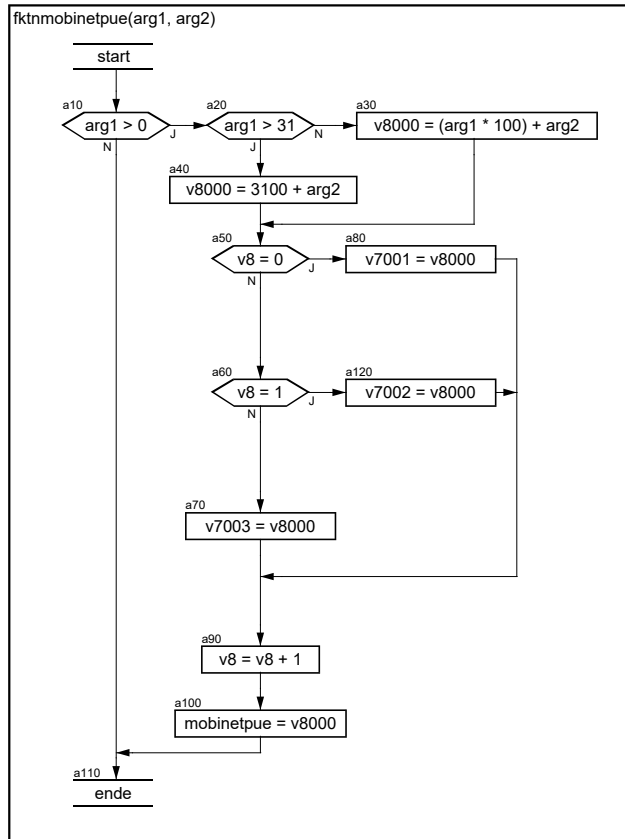 fktnmobinetpue(arg1, arg2)
start
a10
arg1 > 0
J
N
a20
arg1 > 31
N
J
a30
v8000 = (arg1 * 100) + arg2
a40
v8000 = 3100 + arg2
a50
v8 = 0
J
N
a80
v7001 = v8000
a60
v8 = 1
J
N
a120
v7002 = v8000
a70
v7003 = v8000
a90
v8 = v8 + 1
a100
mobinetpue = v8000
a110
ende